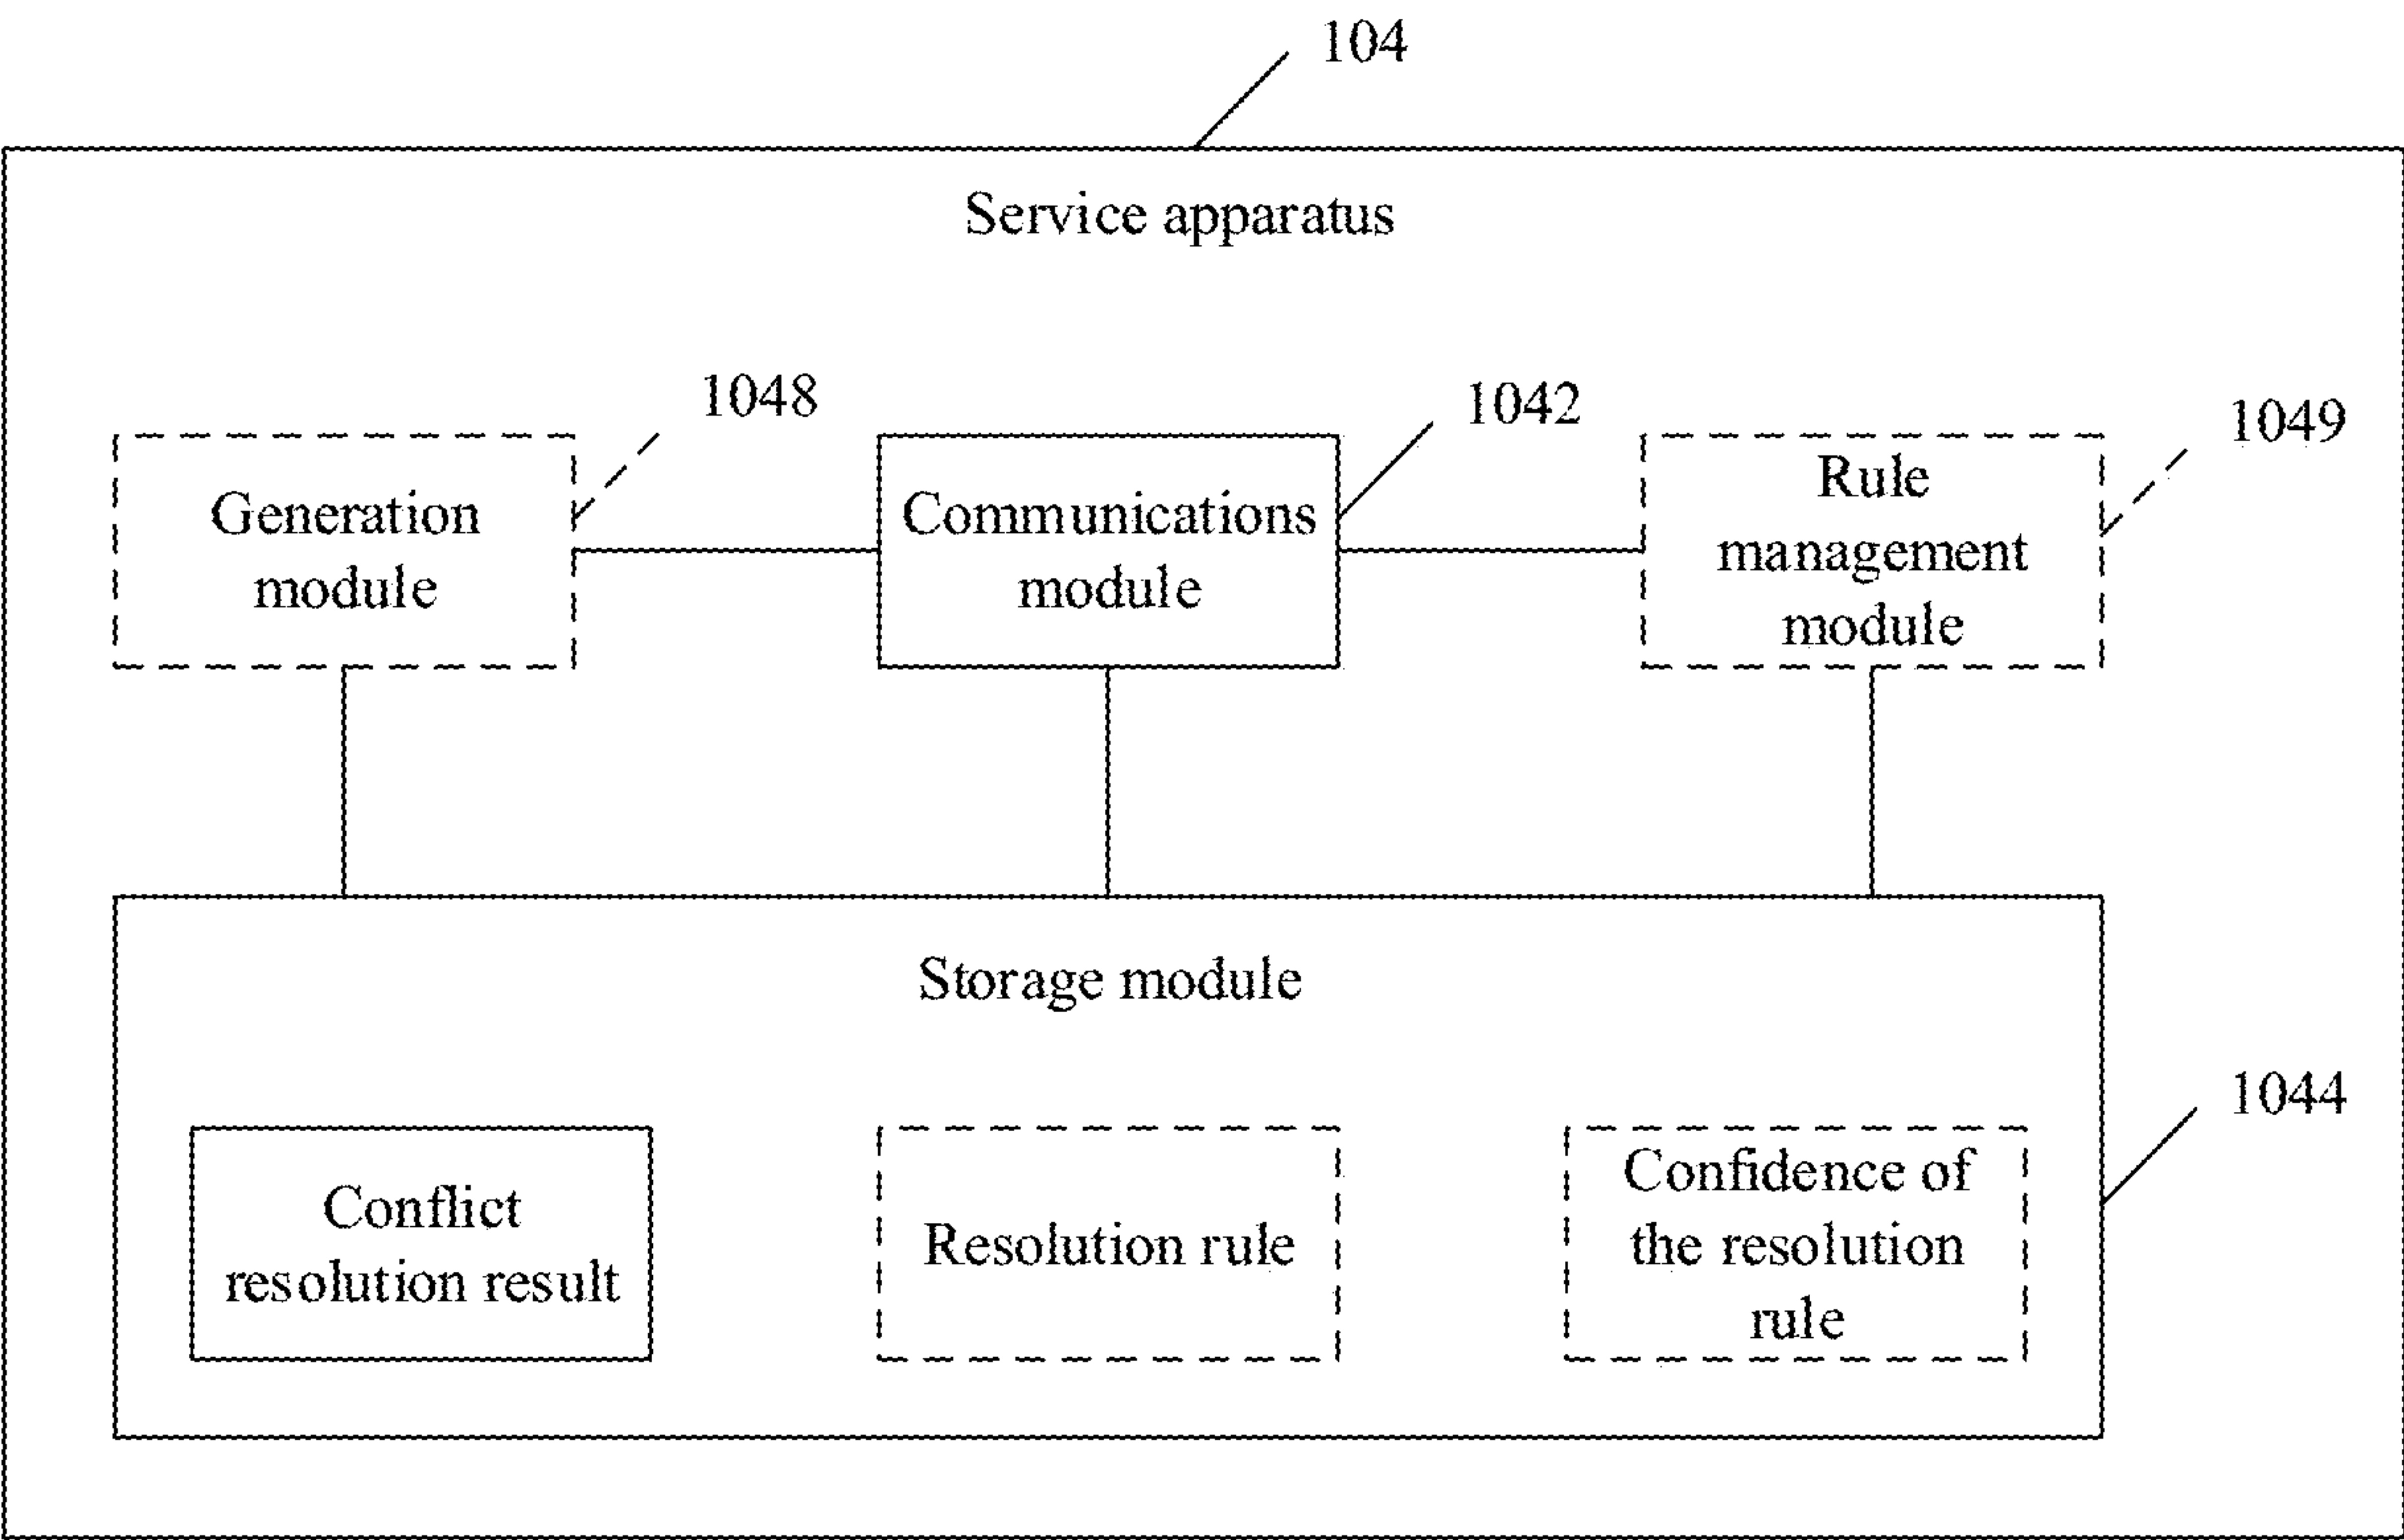 104
Service apparatus
1048
1042
1049
Generation
module
Communications
module
Rule
management
module
Storage module
1044
Conflict
resolution result
Resolution rule
Confidence of
the resolution
rule